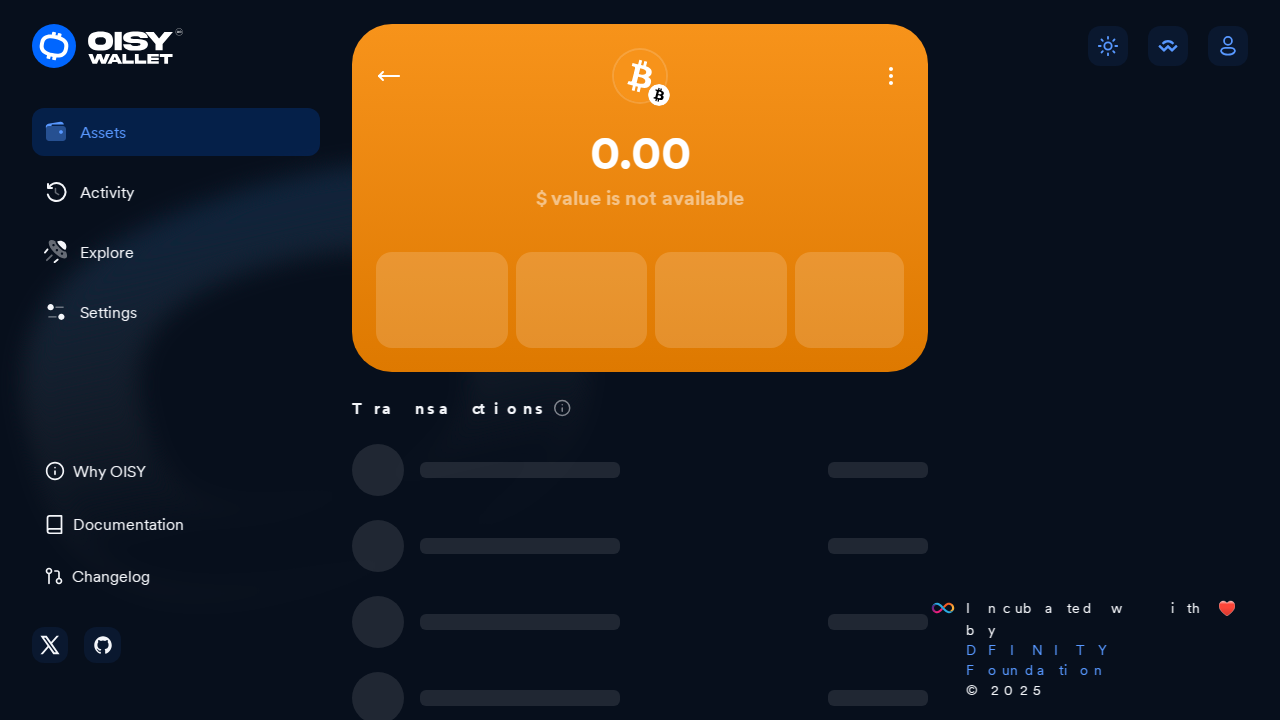 OISY
WALLET
Assets
Activity
Explore
Settings
Why OISY
Documentation
Changelog
0.00
$ value is not available
Transactions
Incubated with ❤️
by
DFINITY
Foundation
© 2025